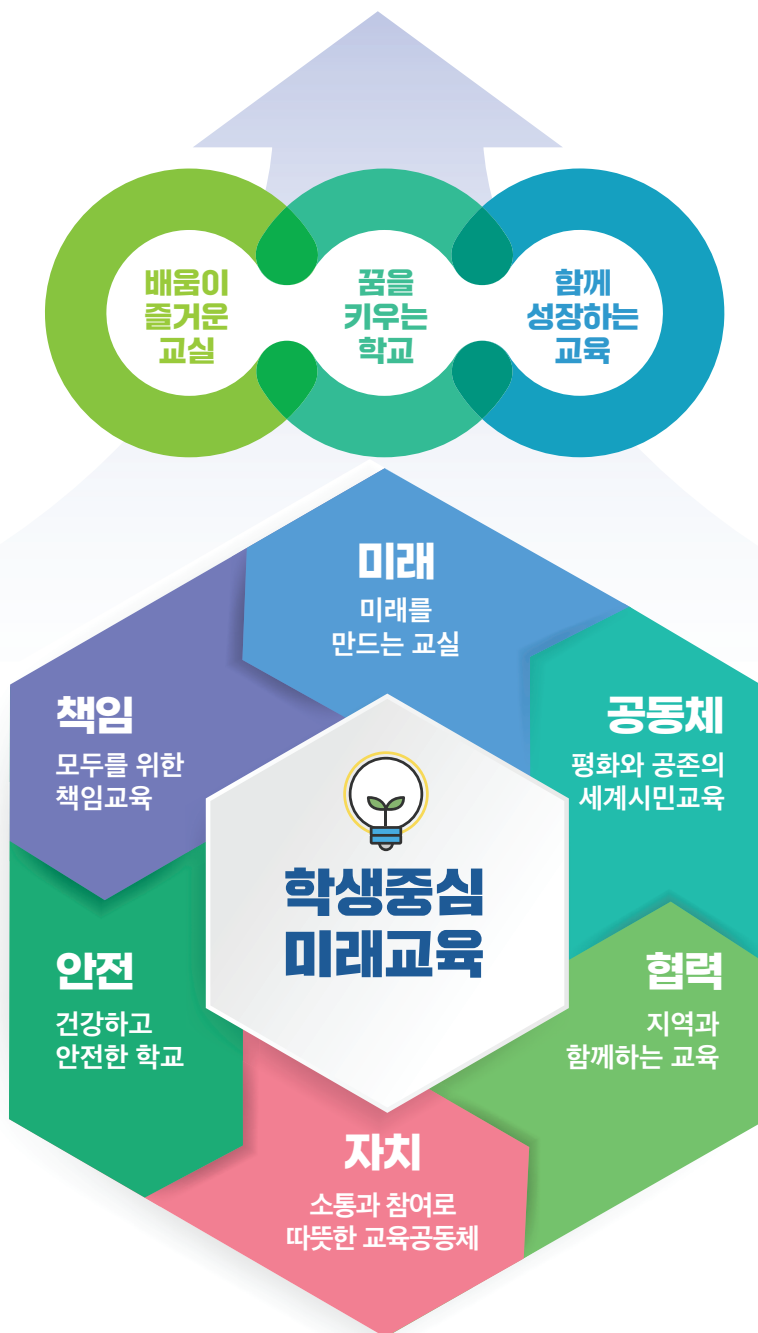 배움이
즐거운
교실
꿈을
키우는
학교
함께
성장하는
교육
미래
미래를
만드는 교실
책임
모두를 위한
책임교육
공동체
평화와 공존의
세계시민교육
학생중심
미래교육
안전
건강하고
안전한 학교
협력
지역과
함께하는 교육
자치
소통과 참여로
따뜻한 교육공동체